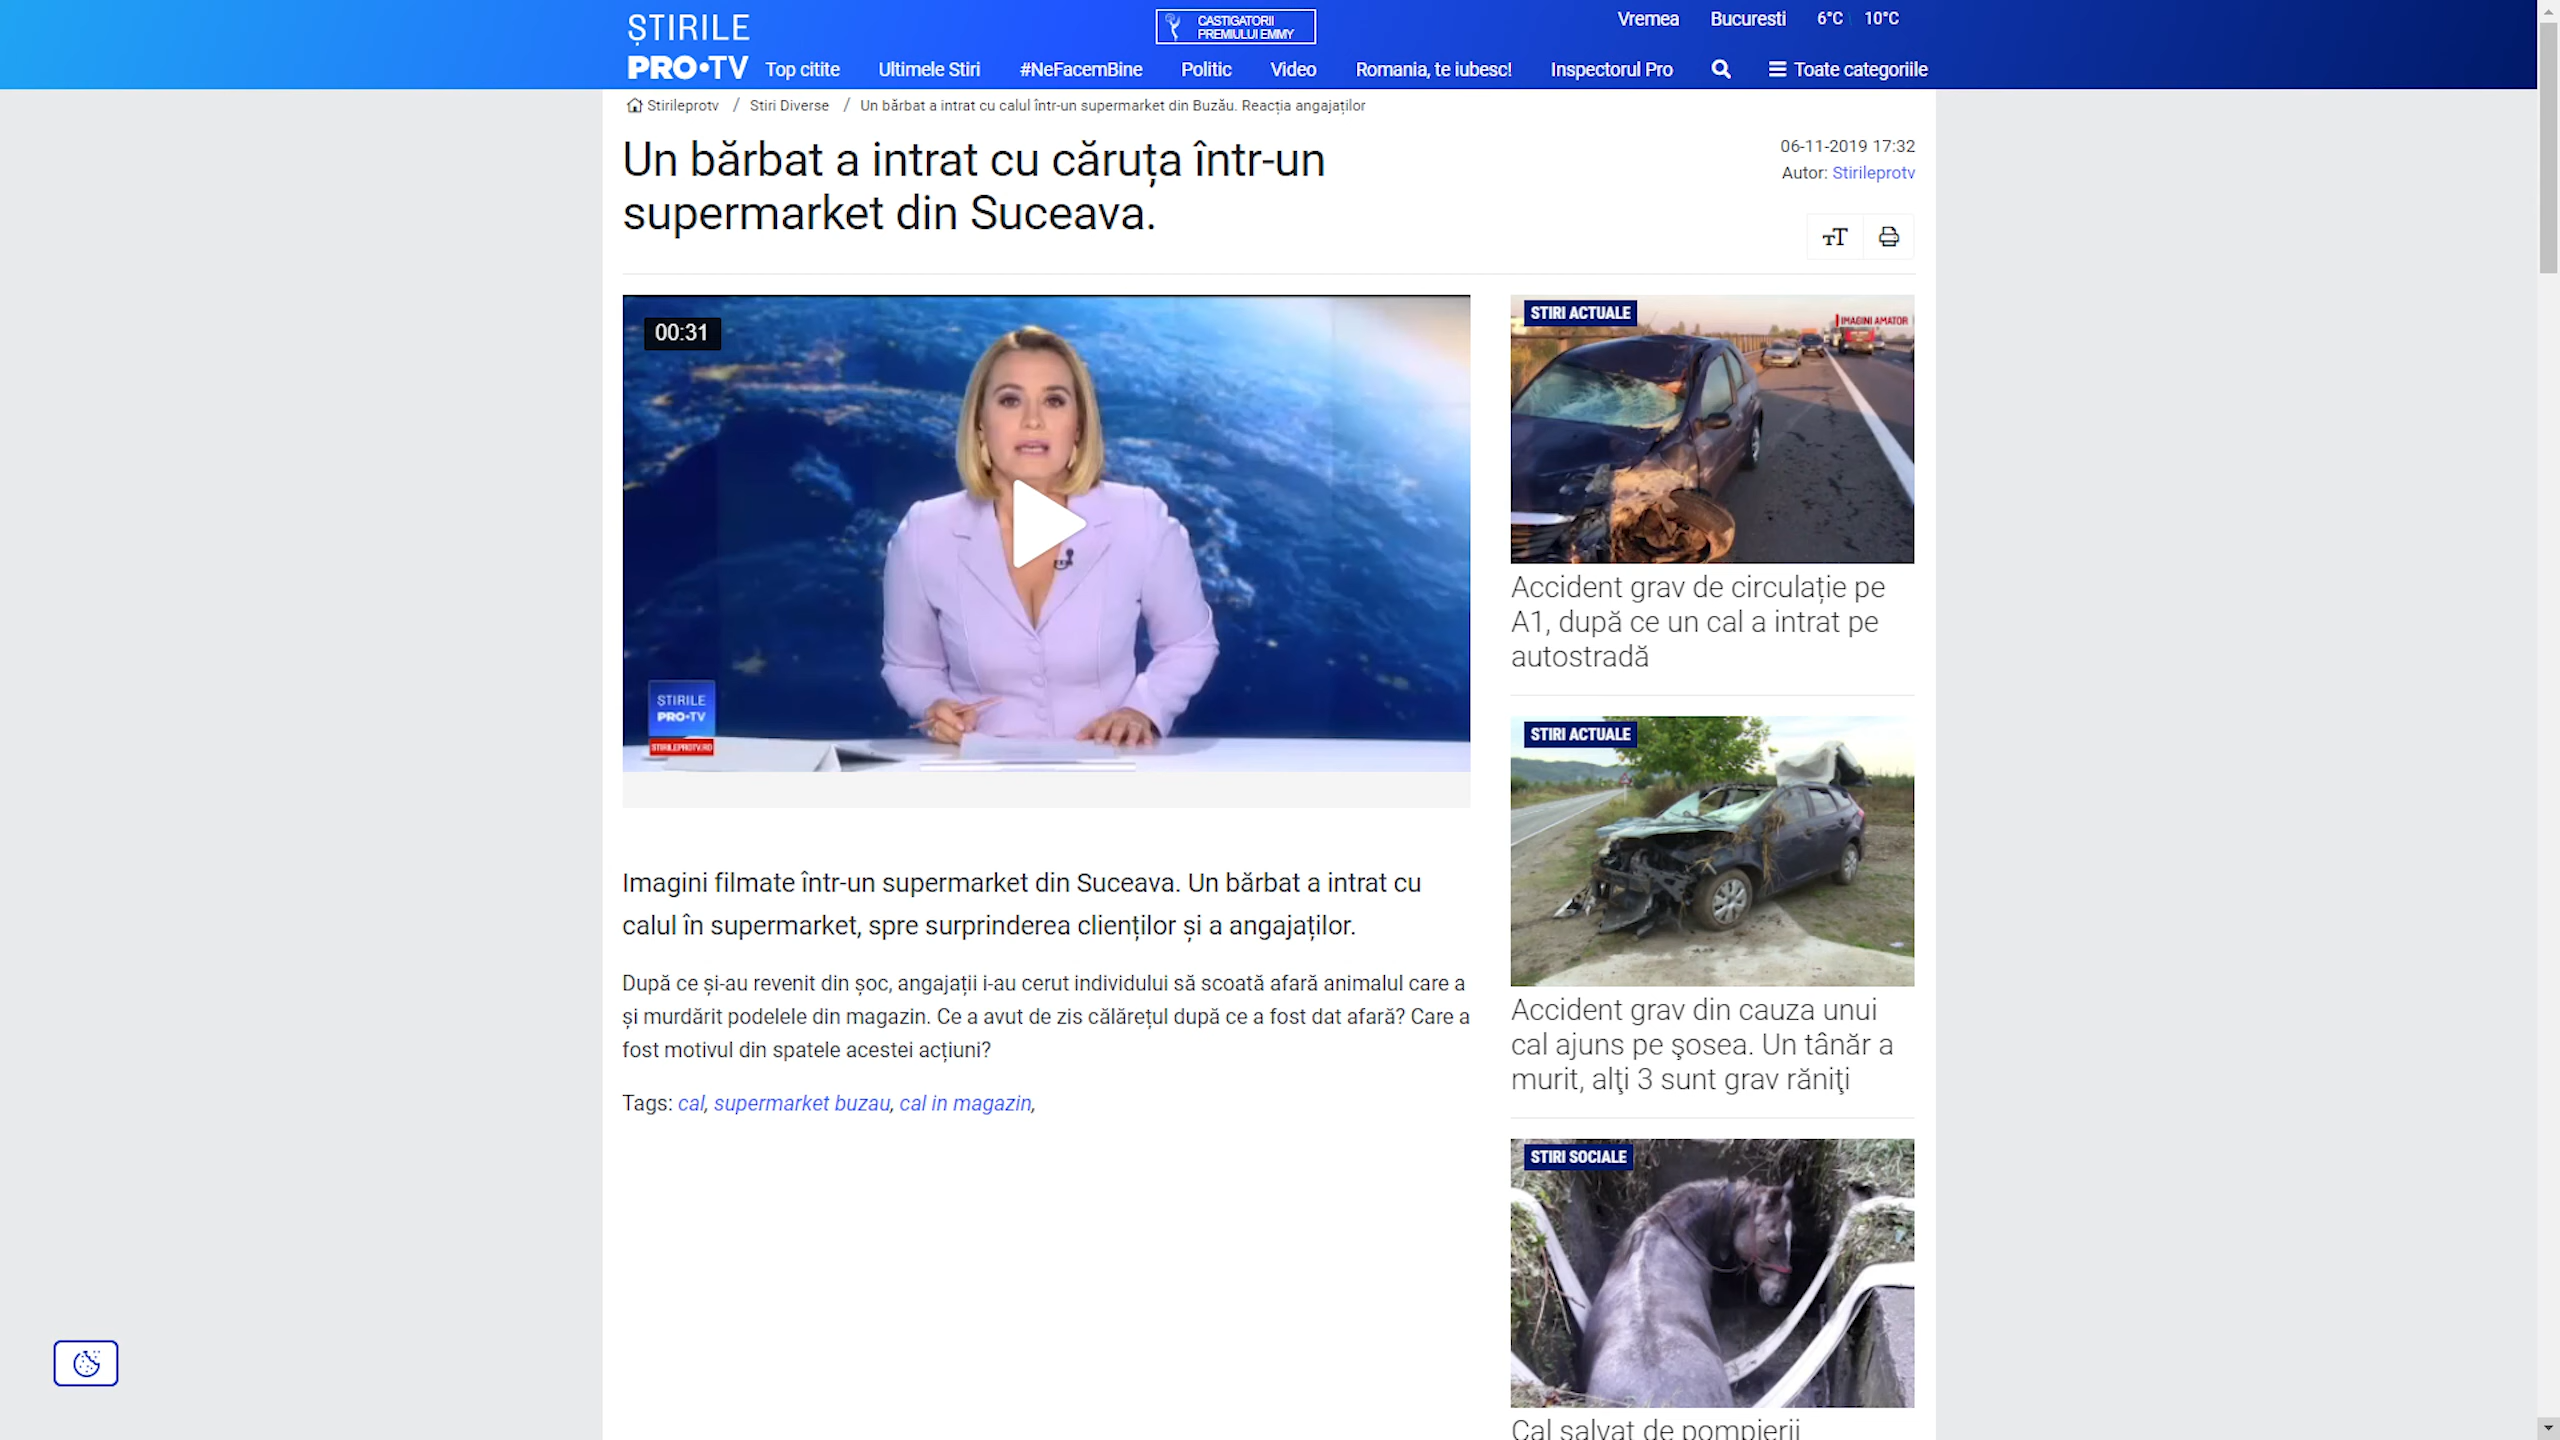 ȘTIRILE
PRO•TV
CASTIGATORII
PREMIULUI EMMY
Vremea Bucuresti 6°C 10°C
Top citite Ultimele Stiri #NeFacemBine Politic Video Romania, te iubesc! Inspectorul Pro Toate categoriile
Stirileprotv / Stiri Diverse / Un bărbat a intrat cu calul într-un supermarket din Buzău. Reacția angajaților
Un bărbat a intrat cu căruța într-un
supermarket din Suceava.
06-11-2019 17:32
Autor: Stirileprotv
TT
00:31
ȘTIRILE
PRO•TV
STIRILEPROTV.RO
Imagini filmate într-un supermarket din Suceava. Un bărbat a intrat cu
calul în supermarket, spre surprinderea clienților și a angajaților.
După ce și-au revenit din șoc, angajații i-au cerut individului să scoată afară animalul care a
și murdărit podelele din magazin. Ce a avut de zis călărețul după ce a fost dat afară? Care a
fost motivul din spatele acestei acțiuni?
Tags: cal, supermarket buzau, cal in magazin,
STIRI ACTUALE
IMAGINI AMATOR
Accident grav de circulație pe
A1, după ce un cal a intrat pe
autostradă
STIRI ACTUALE
Accident grav din cauza unui
cal ajuns pe şosea. Un tânăr a
murit, alţi 3 sunt grav răniţi
STIRI SOCIALE
Cal salvat de pompierii